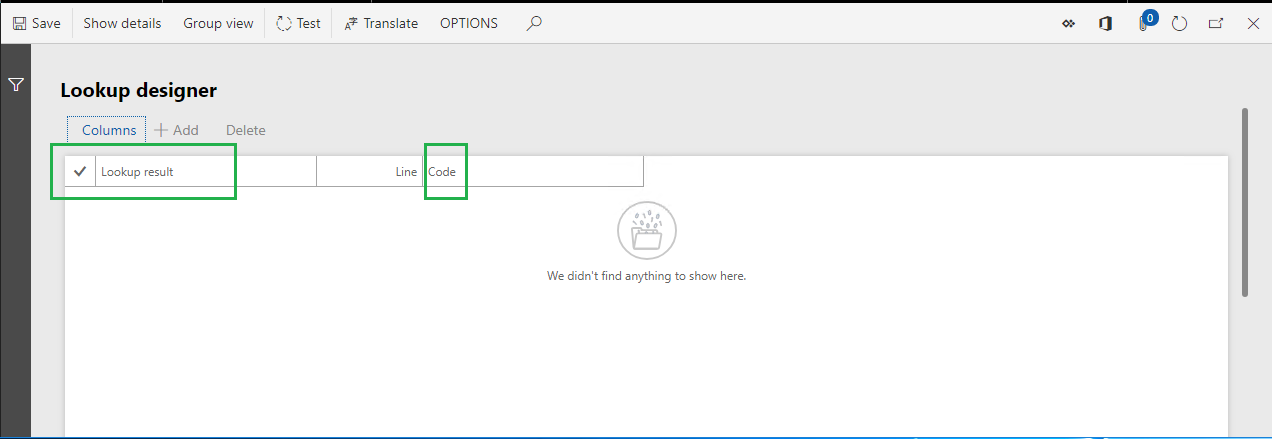 Save Show details Group view Test Translate OPTIONS 0
Lookup designer
Columns Add Delete
Lookup result Line Code
We didn't find anything to show here.